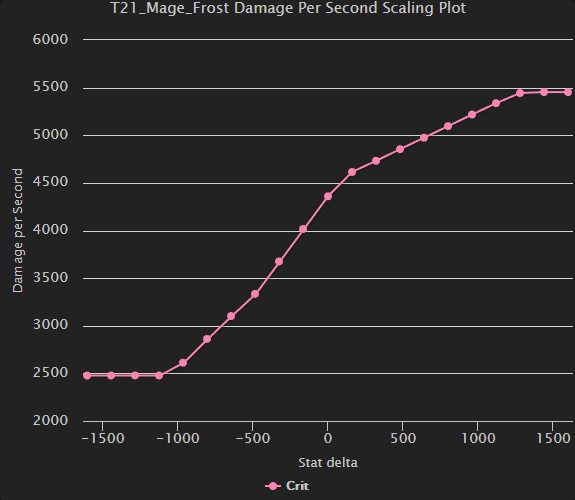 T21_Mage_Frost Damage Per Second Scaling Plot
6000
5500
5000
4500
4000
3500
3000
2500
2000
Damage per Second
-1500 -1000 -500 0 500 1000 1500
Stat delta
Crit